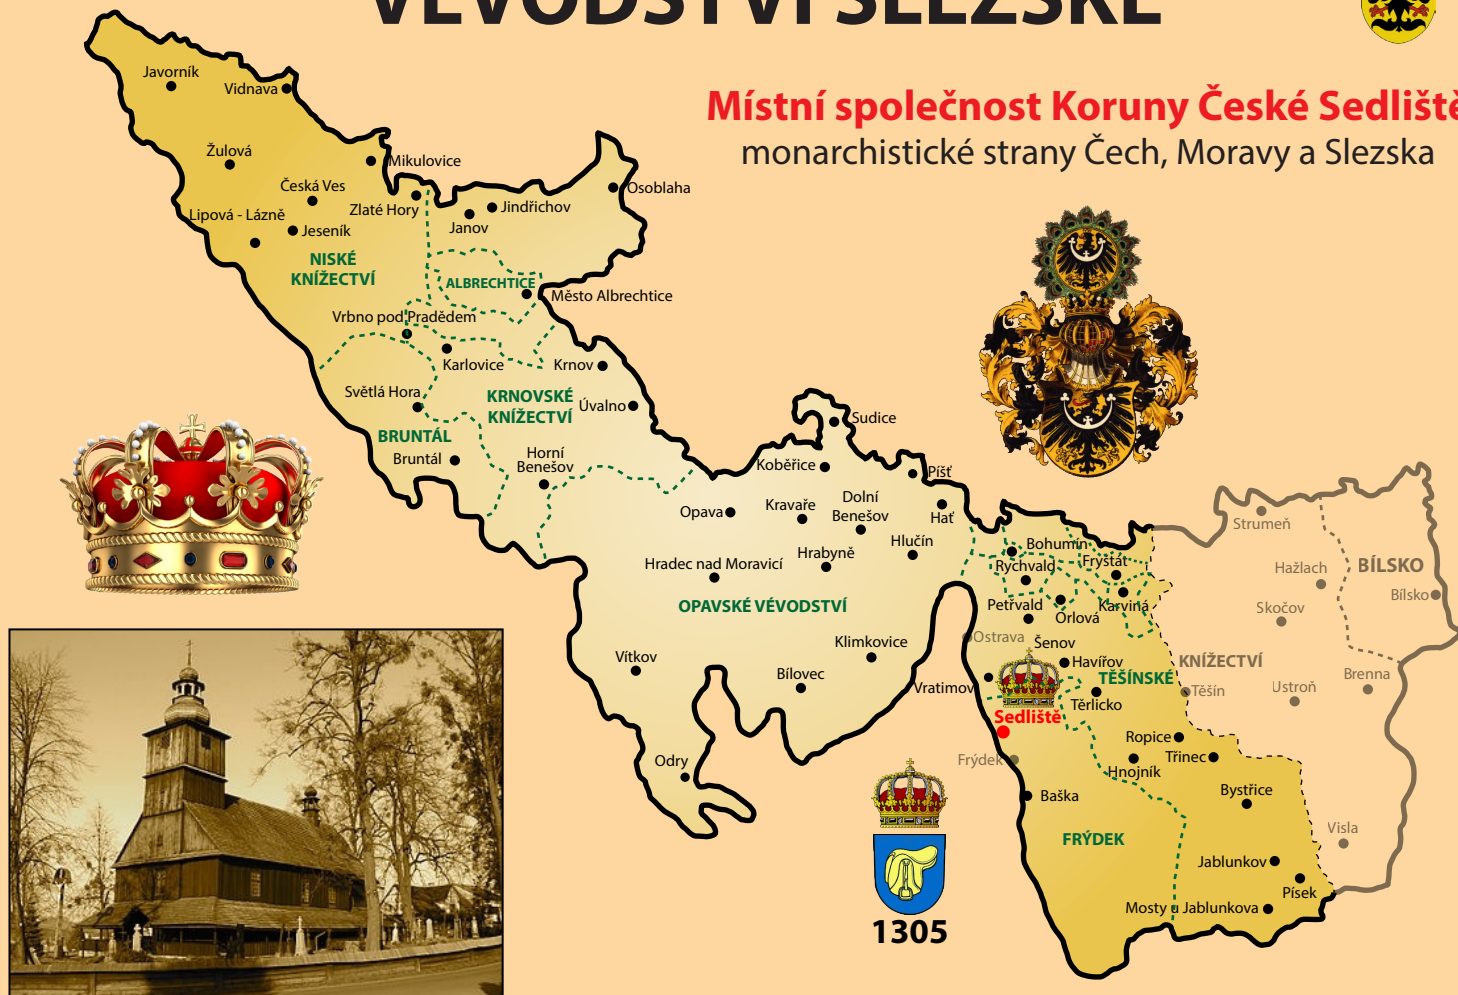 VÉVODSTVÍ SLEZSKÉ
Místní společnost Koruny České Sedliště
monarchistické strany Čech, Moravy a Slezska
Javorník
Vidnava
Žulová
Mikulovice
Česká Ves
Zlaté Hory
Osoblaha
Jindřichov
Janov
Lipová - Lázně
Jeseník
NISKÉ
KNÍŽECTVÍ
ALBRECHTICE
Město Albrechtice
Vrbno pod Pradědem
Karlovice
Krnov
Světlá Hora
KRNOVSKÉ
KNÍŽECTVÍ
Úvalno
BRUNTÁL
Bruntál
Horní
Benešov
Sudice
Koběřice
Píšť
Opava
Kravaře
Dolní
Benešov
Hať
Hlučín
Hrabyně
Hradec nad Moravicí
OPAVSKÉ VÉVODSTVÍ
Klimkovice
Vítkov
Bílovec
Odry
Strumeň
Bohumín
Rychvald
Fryštát
Hažlach
BÍLSKO
Bílsko
Petřvald
Orlová
Karviná
Skočov
Ostrava
Šenov
Havířov
KNÍŽECTVÍ
TĚŠÍNSKÉ
Těšín
Ustroň
Brenna
Vratimov
Těrlicko
Sedliště
Ropice
Třinec
Frýdek
Hnojník
Baška
Bystřice
FRÝDEK
Visla
Jablunkov
Písek
Mosty u Jablunkova
1305